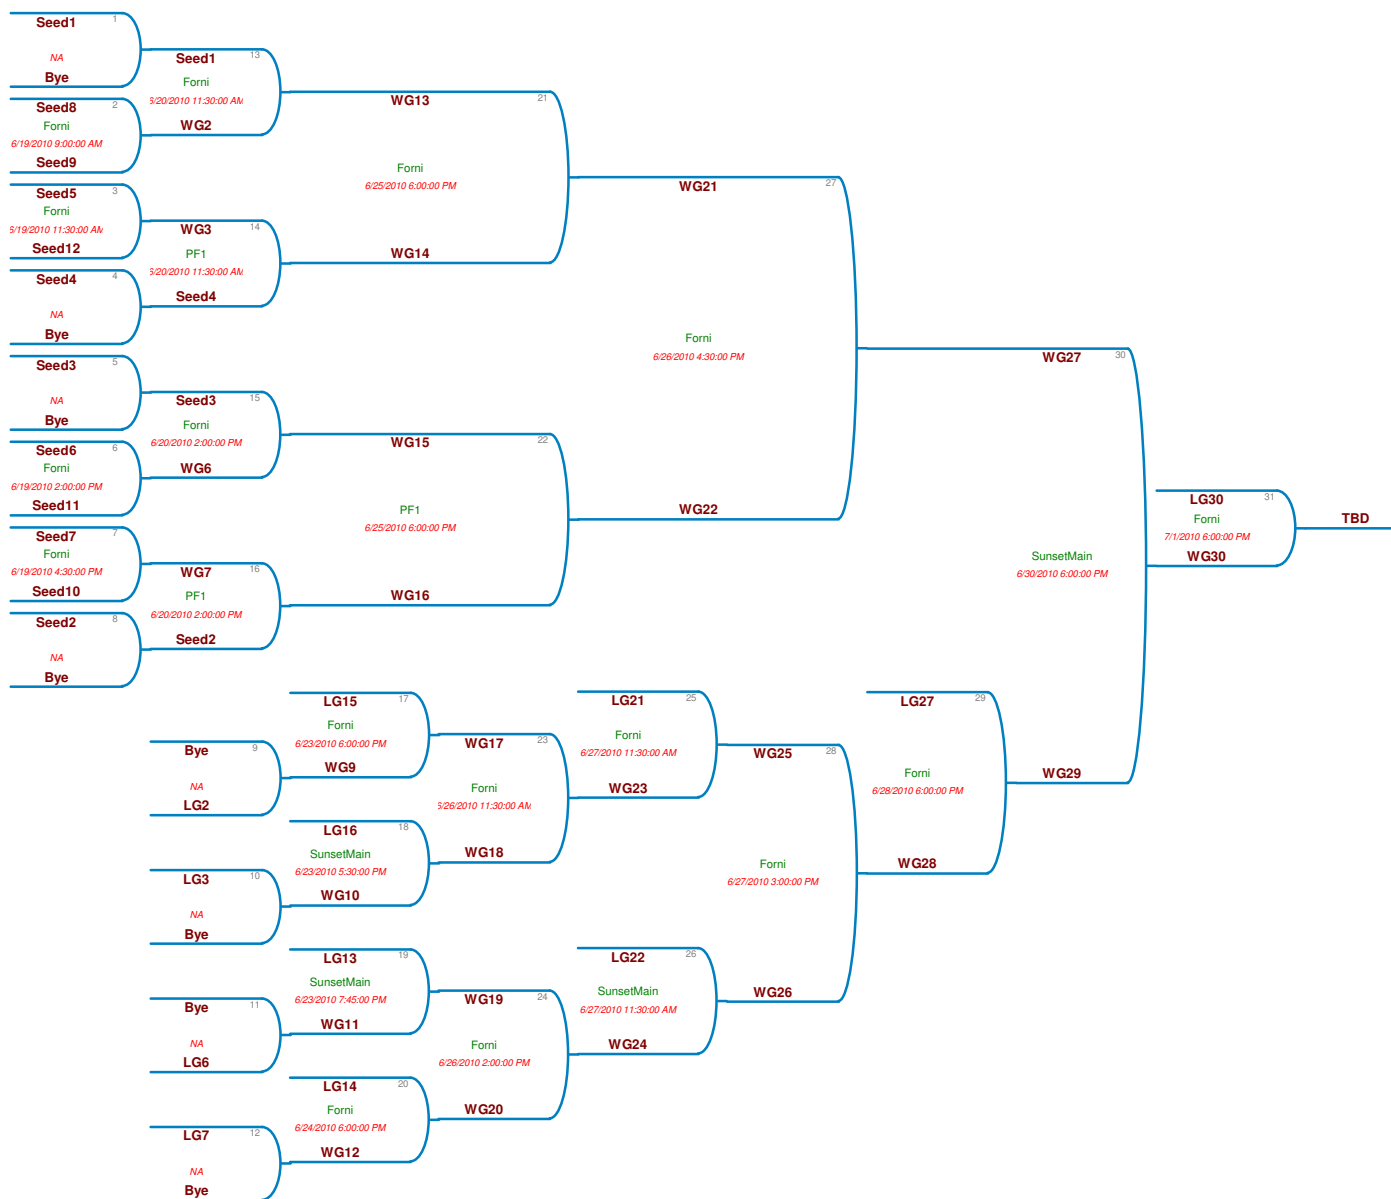 Seed1
1
NA
Bye
Seed8
2
Forni
6/19/2010 9:00:00 AM
Seed9
Seed5
3
Forni
6/19/2010 11:30:00 AM
Seed12
Seed4
4
NA
Bye
Seed3
5
NA
Bye
Seed6
6
Forni
6/19/2010 2:00:00 PM
Seed11
Seed7
7
Forni
6/19/2010 4:30:00 PM
Seed10
Seed2
8
NA
Bye
Seed1
13
Forni
6/20/2010 11:30:00 AM
WG2
WG3
14
PF1
6/20/2010 11:30:00 AM
Seed4
Seed3
15
Forni
6/20/2010 2:00:00 PM
WG6
WG7
16
PF1
6/20/2010 2:00:00 PM
Seed2
WG13
21
Forni
6/25/2010 6:00:00 PM
WG14
WG15
22
PF1
6/25/2010 6:00:00 PM
WG16
WG21
27
Forni
6/26/2010 4:30:00 PM
WG22
WG27
30
SunsetMain
6/30/2010 6:00:00 PM
WG29
LG30
31
Forni
7/1/2010 6:00:00 PM
WG30
TBD
Bye
9
NA
LG2
LG3
10
NA
Bye
Bye
11
NA
LG6
LG7
12
NA
Bye
LG15
17
Forni
6/23/2010 6:00:00 PM
WG9
LG16
18
SunsetMain
6/23/2010 5:30:00 PM
WG10
LG13
19
SunsetMain
6/23/2010 7:45:00 PM
WG11
LG14
20
Forni
6/24/2010 6:00:00 PM
WG12
WG17
23
Forni
6/26/2010 11:30:00 AM
WG18
WG19
24
Forni
6/26/2010 2:00:00 PM
WG20
LG21
25
Forni
6/27/2010 11:30:00 AM
WG23
LG22
26
SunsetMain
6/27/2010 11:30:00 AM
WG24
WG25
28
Forni
6/27/2010 3:00:00 PM
WG26
LG27
29
Forni
6/28/2010 6:00:00 PM
WG28